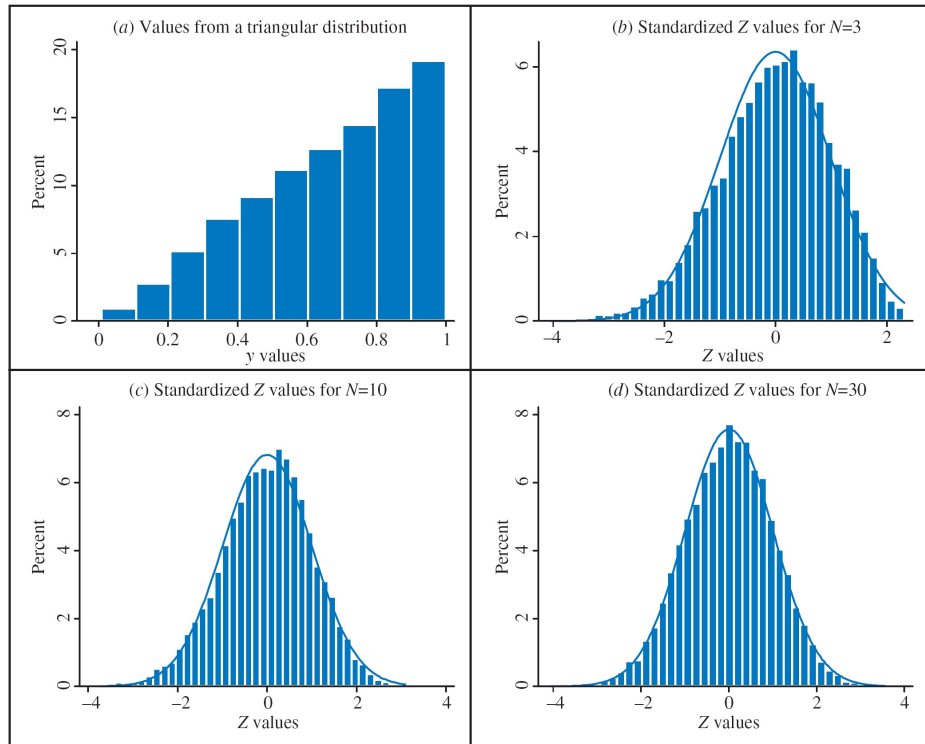 (a) Values from a triangular distribution
20
15
10
5
0
Percent
0 0.2 0.4 0.6 0.8 1
y values
(b) Standardized Z values for N=3
6
4
2
0
Percent
−4 −2 0 2
Z values
(c) Standardized Z values for N=10
8
6
4
2
0
Percent
−4 −2 0 2 4
Z values
(d) Standardized Z values for N=30
8
6
4
2
0
Percent
−4 −2 0 2 4
Z values